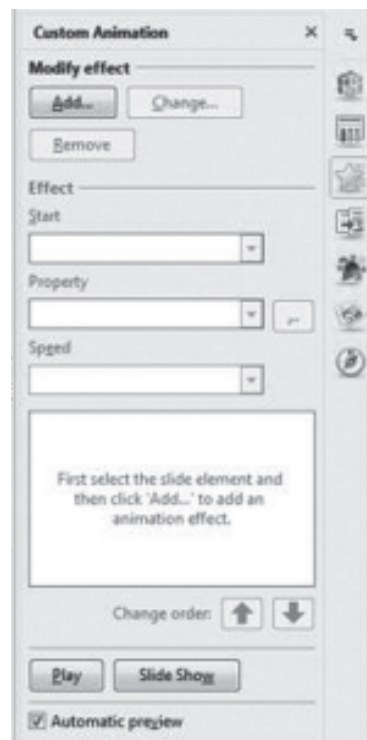 Custom Animation
Modify effect
Add...
Change...
Remove
Effect
Start
Property
...
Speed
First select the slide element and
then click 'Add...' to add an
animation effect.
Change order:
Play
Slide Show
Automatic preview